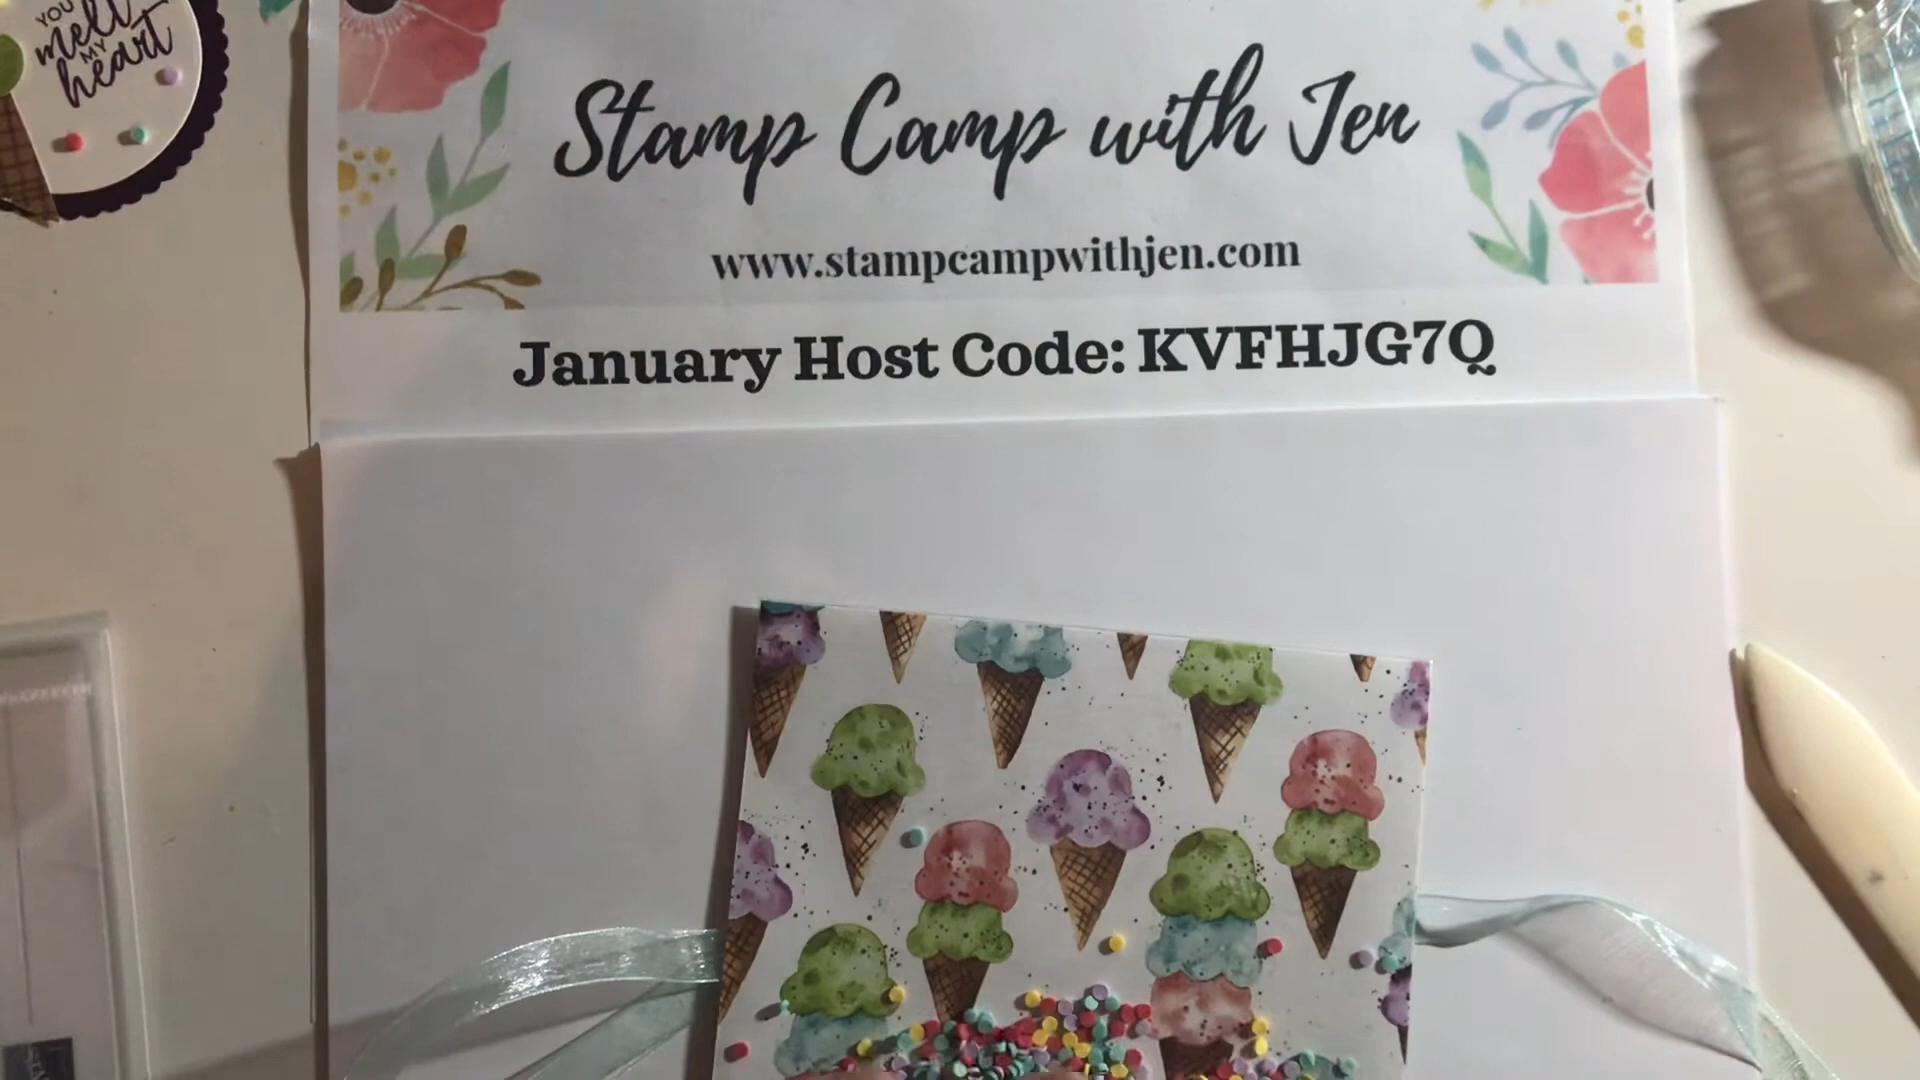 YOU
melt
MY
heart
Stamp Camp with Jen
www.stampcampwithjen.com
January Host Code: KVFHJG7Q